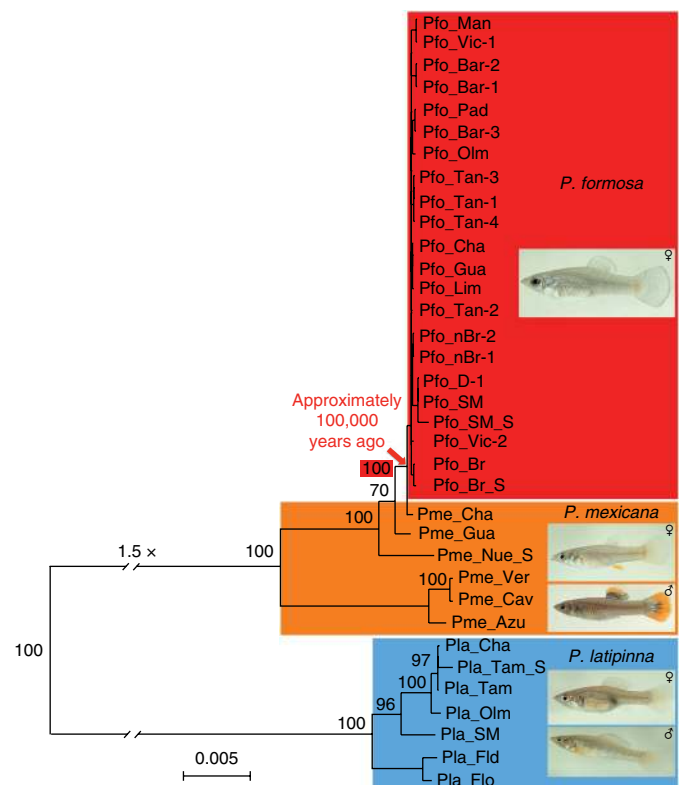 Pfo_Man
Pfo_Vic-1
Pfo_Bar-2
Pfo_Bar-1
Pfo_Pad
Pfo_Bar-3
Pfo_Olm
Pfo_Tan-3
P. formosa
Pfo_Tan-1
Pfo_Tan-4
Pfo_Cha
♀
Pfo_Gua
Pfo_Lim
Pfo_Tan-2
Pfo_nBr-2
Pfo_nBr-1
Pfo_D-1
Pfo_SM
Pfo_SM_S
Pfo_Vic-2
Pfo_Br
Pfo_Br_S
Approximately
100,000
years ago
100
70
100
100
1.5 ×
100
Pme_Cha
P. mexicana
Pme_Gua
♀
Pme_Nue_S
100
Pme_Ver
♂
Pme_Cav
Pme_Azu
Pla_Cha
P. latipinna
97
Pla_Tam_S
♀
100
Pla_Tam
96
Pla_Olm
100
Pla_SM
♂
Pla_Fld
Pla_Flo
0.005